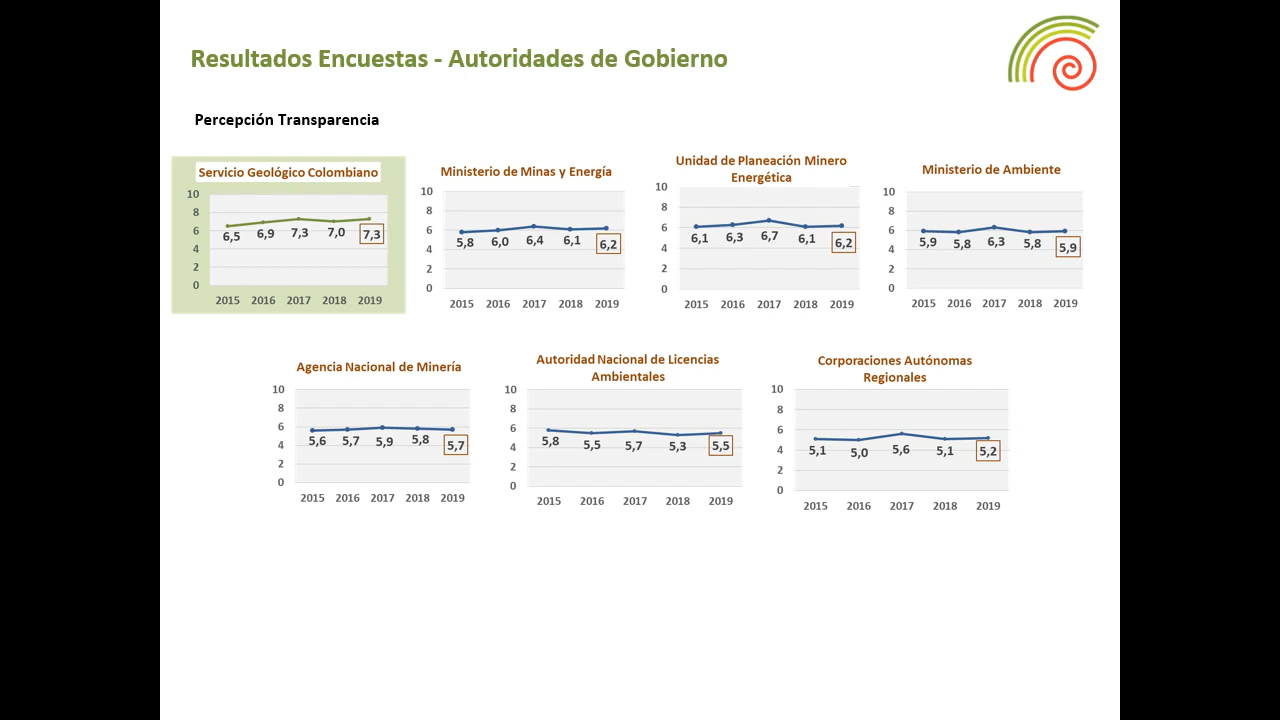 Resultados Encuestas - Autoridades de Gobierno
Percepción Transparencia
Servicio Geológico Colombiano
10
8
6
4
2
0
6,5 6,9 7,3 7,0 7,3
2015 2016 2017 2018 2019
Ministerio de Minas y Energía
10
8
6
4
2
0
5,8 6,0 6,4 6,1 6,2
2015 2016 2017 2018 2019
Unidad de Planeación Minero
Energética
10
8
6
4
2
0
6,1 6,3 6,7 6,1 6,2
2015 2016 2017 2018 2019
Ministerio de Ambiente
10
8
6
4
2
0
5,9 5,8 6,3 5,8 5,9
2015 2016 2017 2018 2019
Agencia Nacional de Minería
10
8
6
4
2
0
5,6 5,7 5,9 5,8 5,7
2015 2016 2017 2018 2019
Autoridad Nacional de Licencias
Ambientales
10
8
6
4
2
0
5,8 5,5 5,7 5,3 5,5
2015 2016 2017 2018 2019
Corporaciones Autónomas
Regionales
10
8
6
4
2
0
5,1 5,0 5,6 5,1 5,2
2015 2016 2017 2018 2019